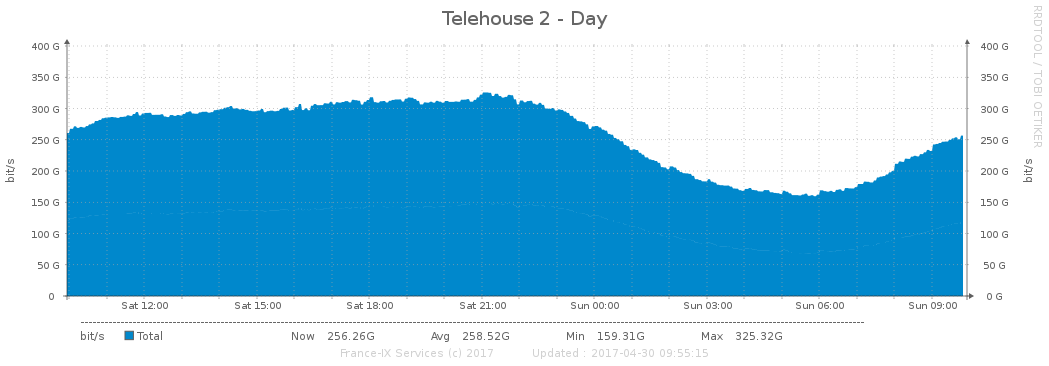 Telehouse 2 - Day
RRDTOOL / TOBI OETIKER
400 G 400 G
350 G 350 G
300 G 300 G
250 G 250 G
200 G 200 G
150 G 150 G
100 G 100 G
50 G 50 G
0 0 G
bit/s bit/s
Sat 12:00 Sat 15:00 Sat 18:00 Sat 21:00 Sun 00:00 Sun 03:00 Sun 06:00 Sun 09:00
bit/s Total Now 256.26G Avg 258.52G Min 159.31G Max 325.32G
France-IX Services (c) 2017 Updated : 2017-04-30 09:55:15